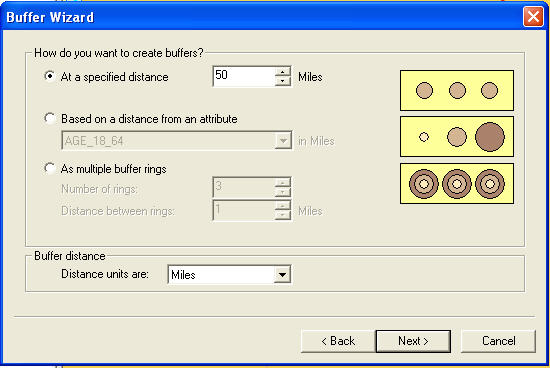 Buffer Wizard
How do you want to create buffers?
At a specified distance 50 Miles
Based on a distance from an attribute
AGE_18_64 in Miles
As multiple buffer rings
Number of rings: 3
Distance between rings: 1 Miles
Buffer distance
Distance units are: Miles
< Back Next > Cancel